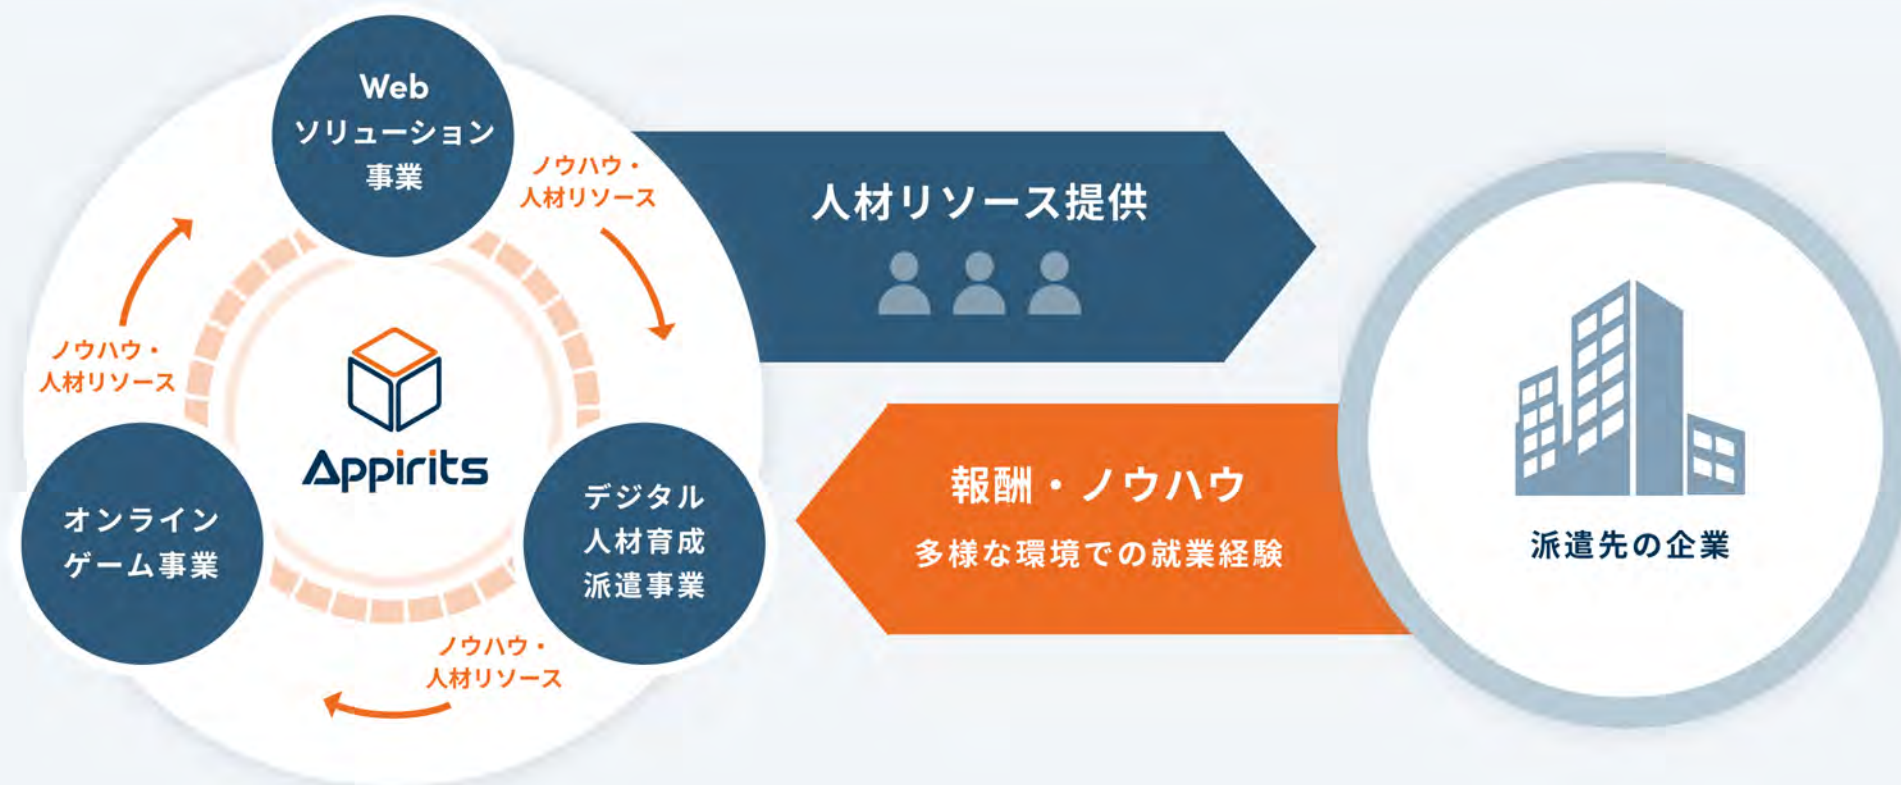 Web
ソリューション
事業
ノウハウ・
人材リソース
ノウハウ・
人材リソース
Appirits
オンライン
ゲーム事業
デジタル
人材育成
派遣事業
ノウハウ・
人材リソース
人材リソース提供
報酬・ノウハウ
多様な環境での就業経験
派遣先の企業